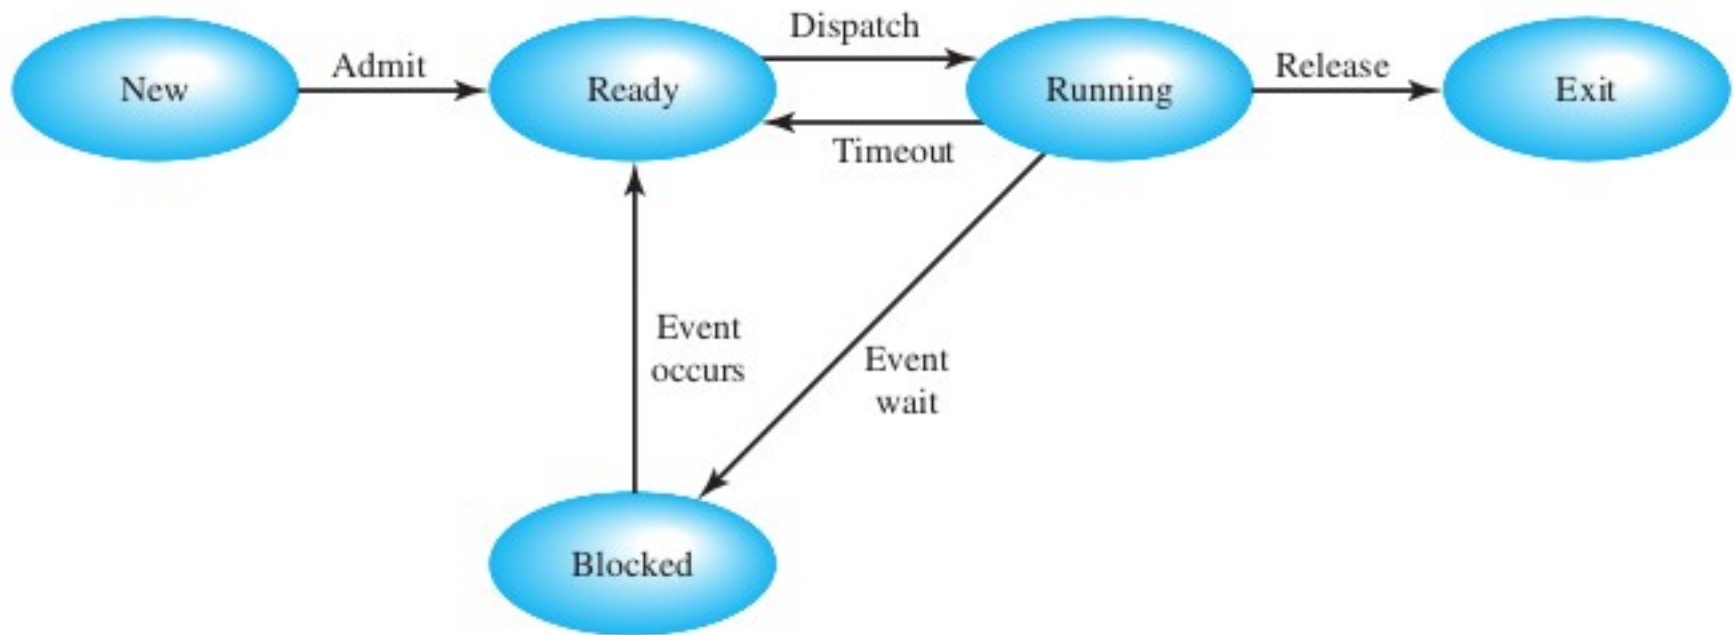 Dispatch
New
Admit
Ready
Running
Release
Exit
Timeout
Event
occurs
Event
wait
Blocked